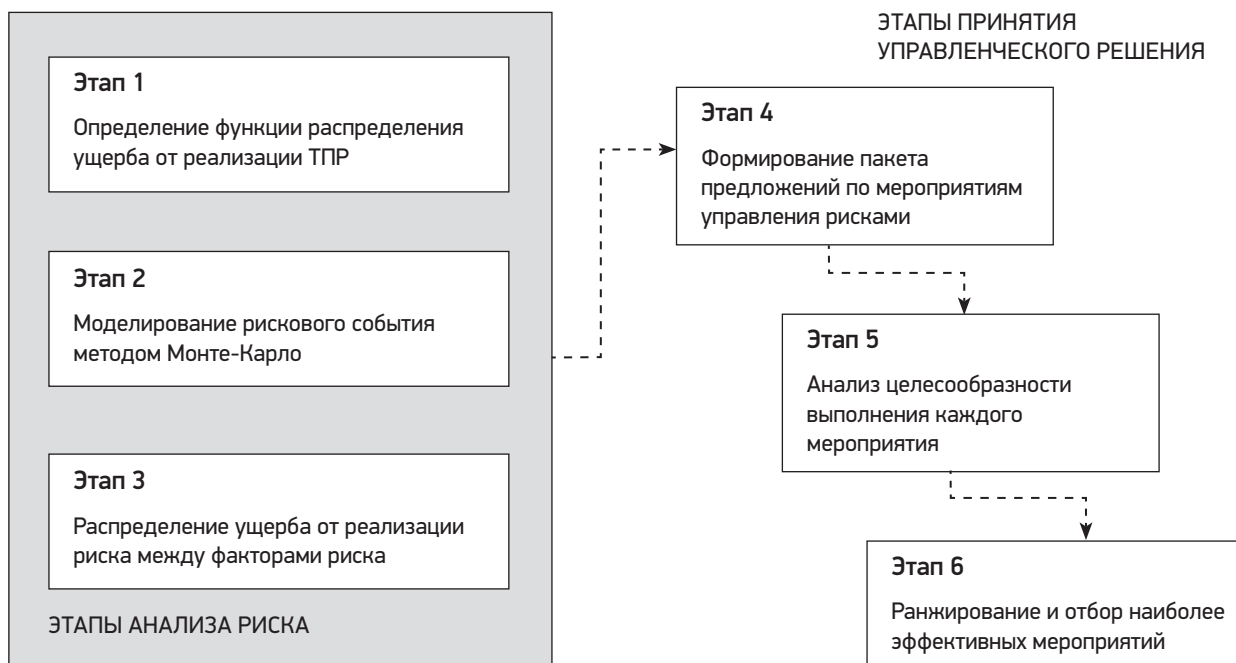 Этап 1
Определение функции распределения
ущерба от реализации ТПР
Этап 2
Моделирование рискового события
методом Монте-Карло
Этап 3
Распределение ущерба от реализации
риска между факторами риска
ЭТАПЫ АНАЛИЗА РИСКА
ЭТАПЫ ПРИНЯТИЯ
УПРАВЛЕНЧЕСКОГО РЕШЕНИЯ
Этап 4
Формирование пакета
предложений по мероприятиям
управления рисками
Этап 5
Анализ целесообразности
выполнения каждого
мероприятия
Этап 6
Ранжирование и отбор наиболее
эффективных мероприятий